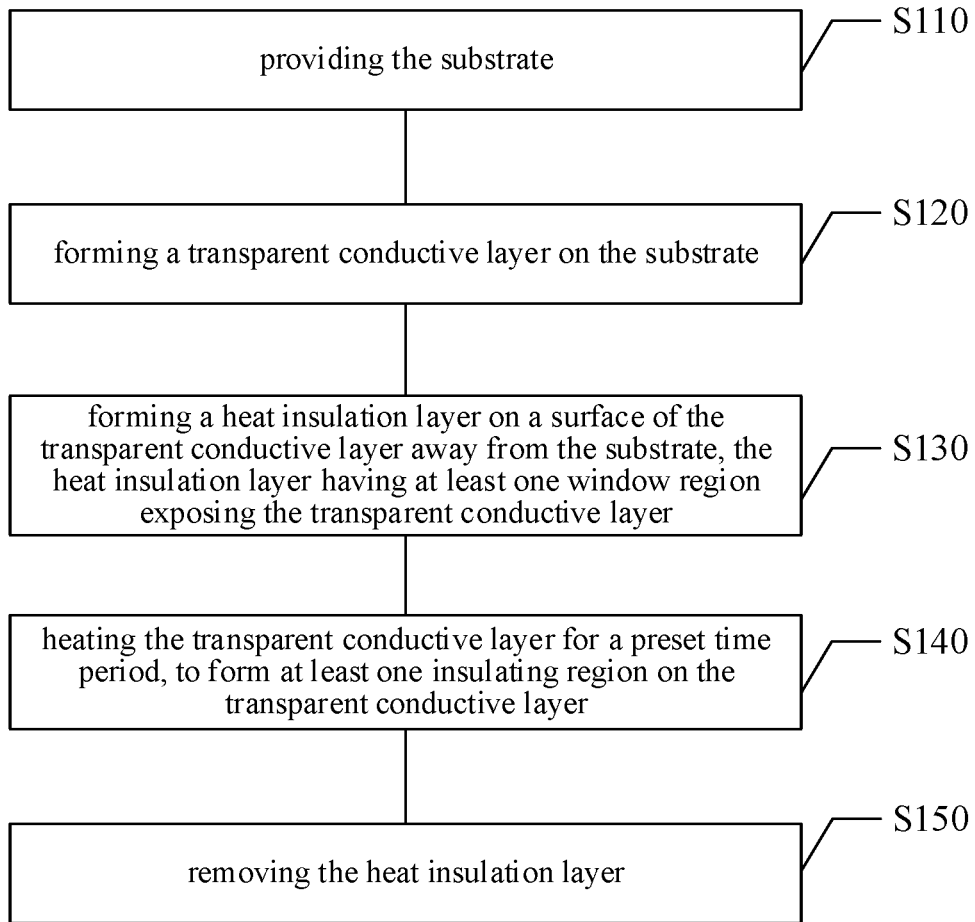 S110
providing the substrate
S120
forming a transparent conductive layer on the substrate
forming a heat insulation layer on a surface of the
transparent conductive layer away from the substrate, the
heat insulation layer having at least one window region
exposing the transparent conductive layer
S130
heating the transparent conductive layer for a preset time
period, to form at least one insulating region on the
transparent conductive layer
S140
S150
removing the heat insulation layer